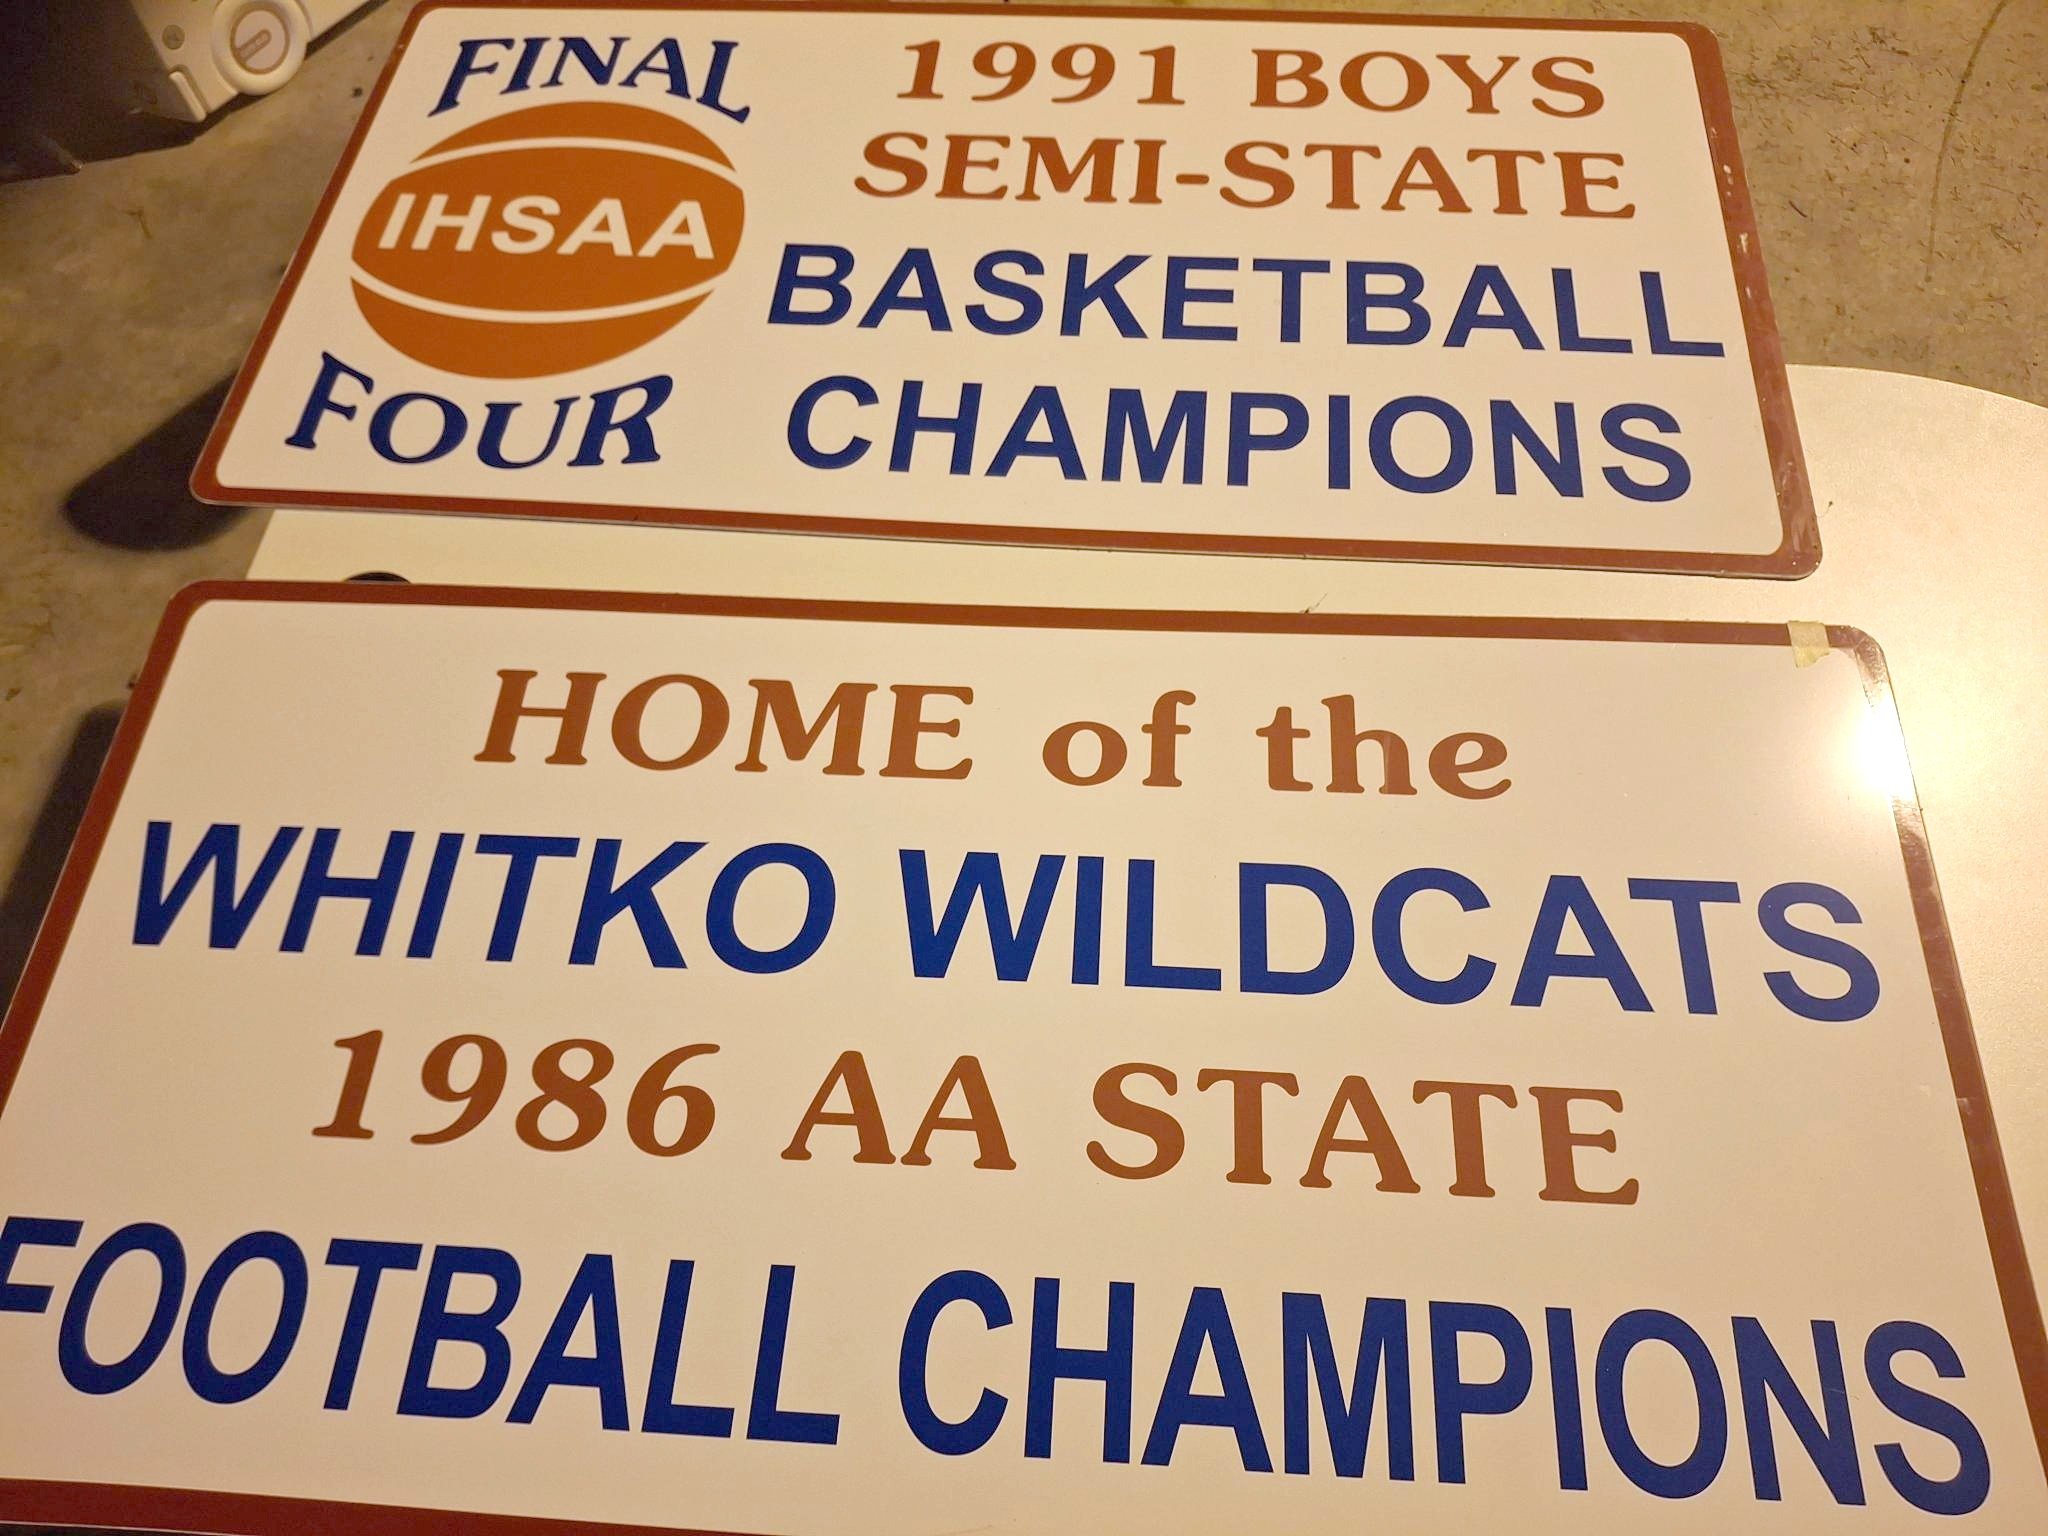 FINAL
IHSAA
FOUR
1991 BOYS
SEMI-STATE
BASKETBALL
CHAMPIONS
HOME of the
WHITKO WILDCATS
1986 AA STATE
FOOTBALL CHAMPIONS